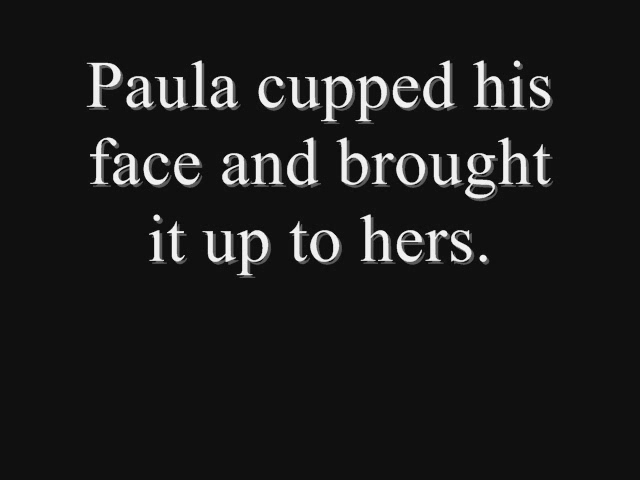 Paula cupped his
face and brought
it up to hers.